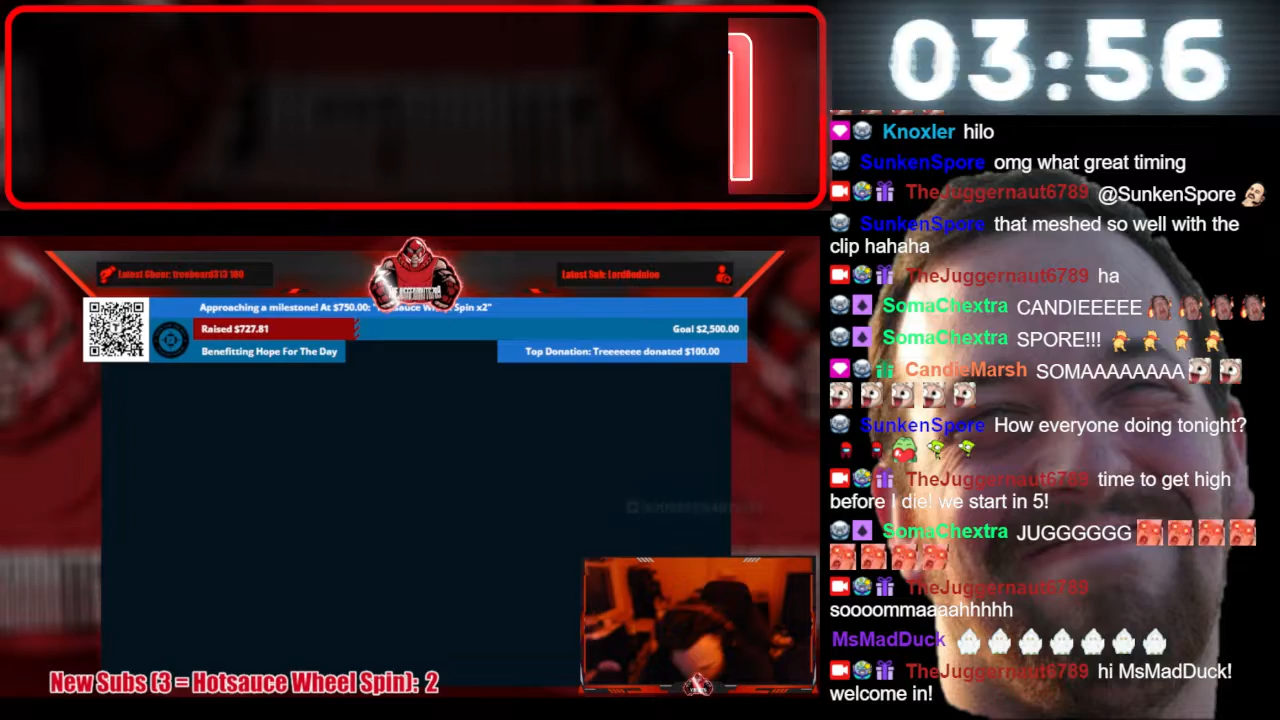 03:56
Knoxler hilo
SunkenSpore omg what great timing
TheJuggernaut6789 @SunkenSpore
SunkenSpore that meshed so well with the
clip hahaha
TheJuggernaut6789 ha
SomaChextra CANDIEEEEE
SomaChextra SPORE!!!
CandieMarsh SOMAAAAAAAA
SunkenSpore How everyone doing tonight?
TheJuggernaut6789 time to get high
before I die! we start in 5!
SomaChextra JUGGGGGG
TheJuggernaut6789
soooommaaaahhhhh
MsMadDuck
TheJuggernaut6789 hi MsMadDuck!
welcome in!
Latest Cheer: treebeard313 100
Latest Sub:
Approaching a milestone! At $750.00: Spin x2"
Raised $727.81
Goal $2,500.00
Benefitting Hope For The Day
Top Donation: Treeeeeee donated $100.00
New Subs (3 = Hotsauce Wheel Spin): 2